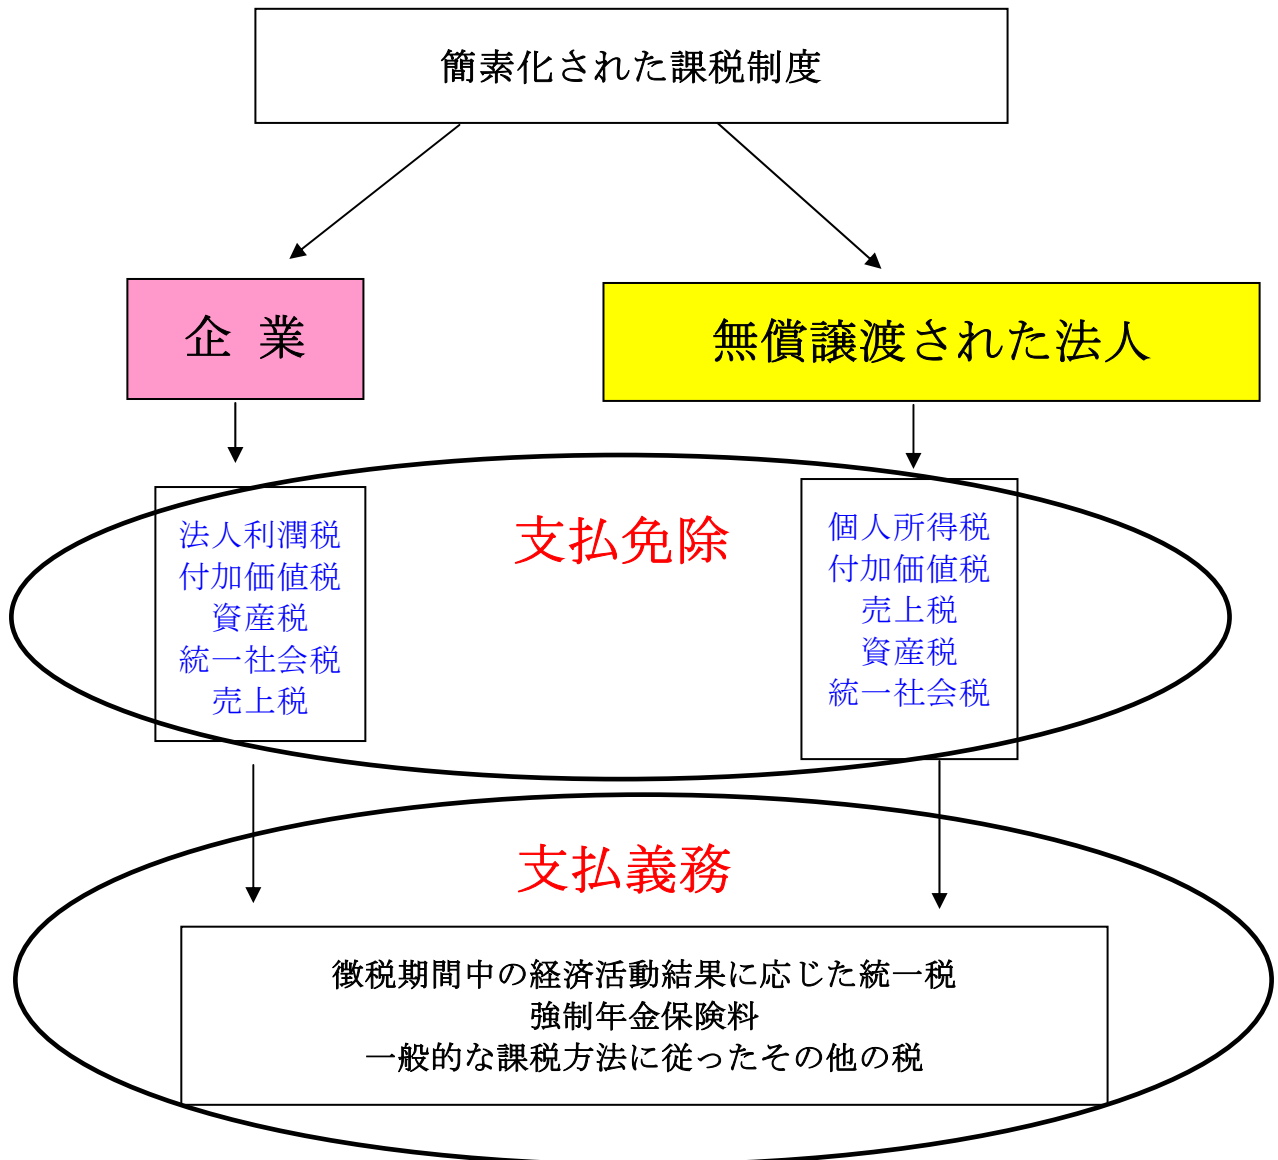 簡素化された課税制度
企 業
無償譲渡された法人
支払免除
法人利潤税
付加価値税
資産税
統一社会税
売上税
個人所得税
付加価値税
売上税
資産税
統一社会税
支払義務
徴税期間中の経済活動結果に応じた統一税
強制年金保険料
一般的な課税方法に従ったその他の税